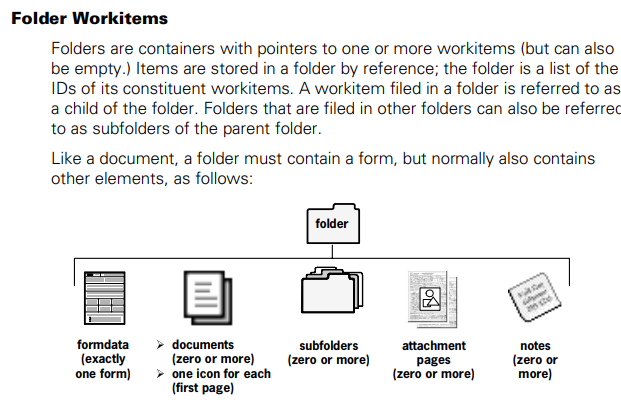 Folder Workitems
Folders are containers with pointers to one or more workitems (but can also
be empty.) Items are stored in a folder by reference; the folder is a list of the
IDs of its constituent workitems. A workitem filed in a folder is referred to as
a child of the folder. Folders that are filed in other folders can also be referred
to as subfolders of the parent folder.
Like a document, a folder must contain a form, but normally also contains
other elements, as follows:
folder
formdata
(exactly
one form)
➢ documents
(zero or more)
➢ one icon for each
(first page)
subfolders
(zero or more)
attachment
pages
(zero or more)
notes
(zero or
more)